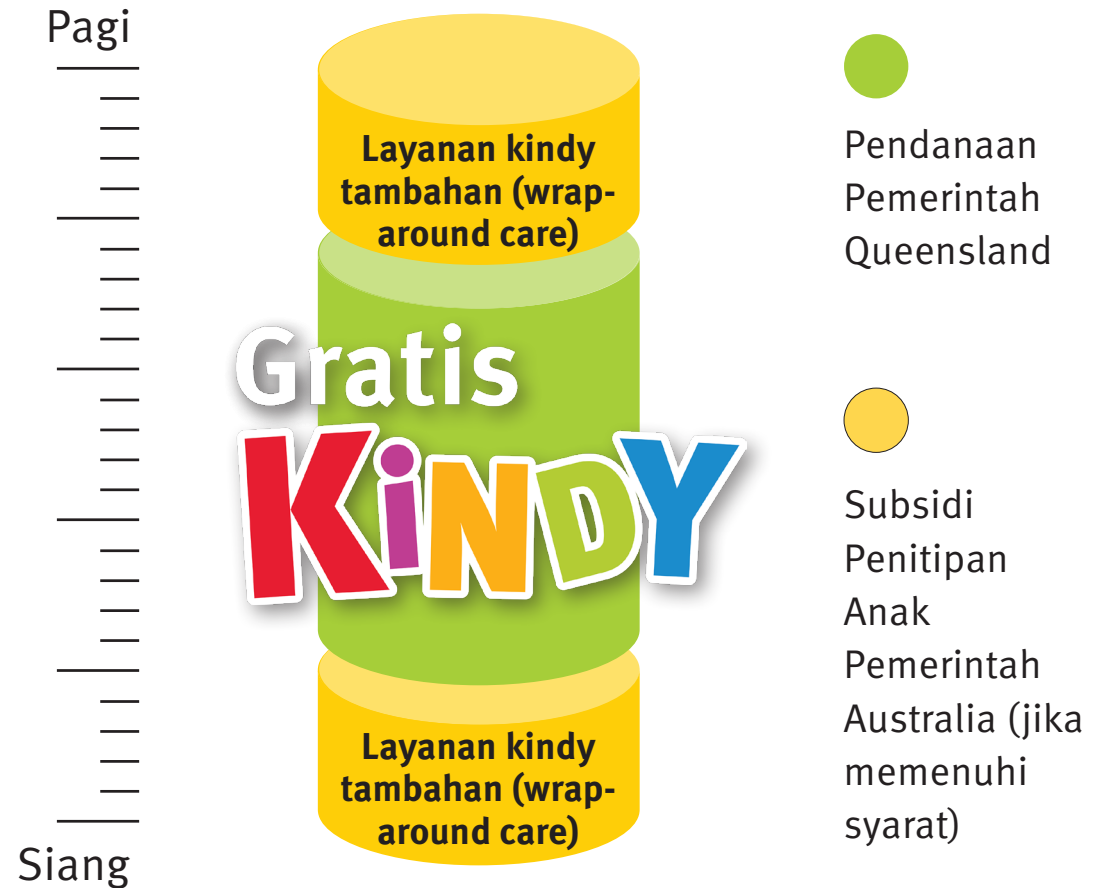 Pagi
Layanan kindy
tambahan (wrap-
around care)
Gratis
KiNDY
Layanan kindy
tambahan (wrap-
around care)
Siang
Pendanaan
Pemerintah
Queensland
Subsidi
Penitipan
Anak
Pemerintah
Australia (jika
memenuhi
syarat)